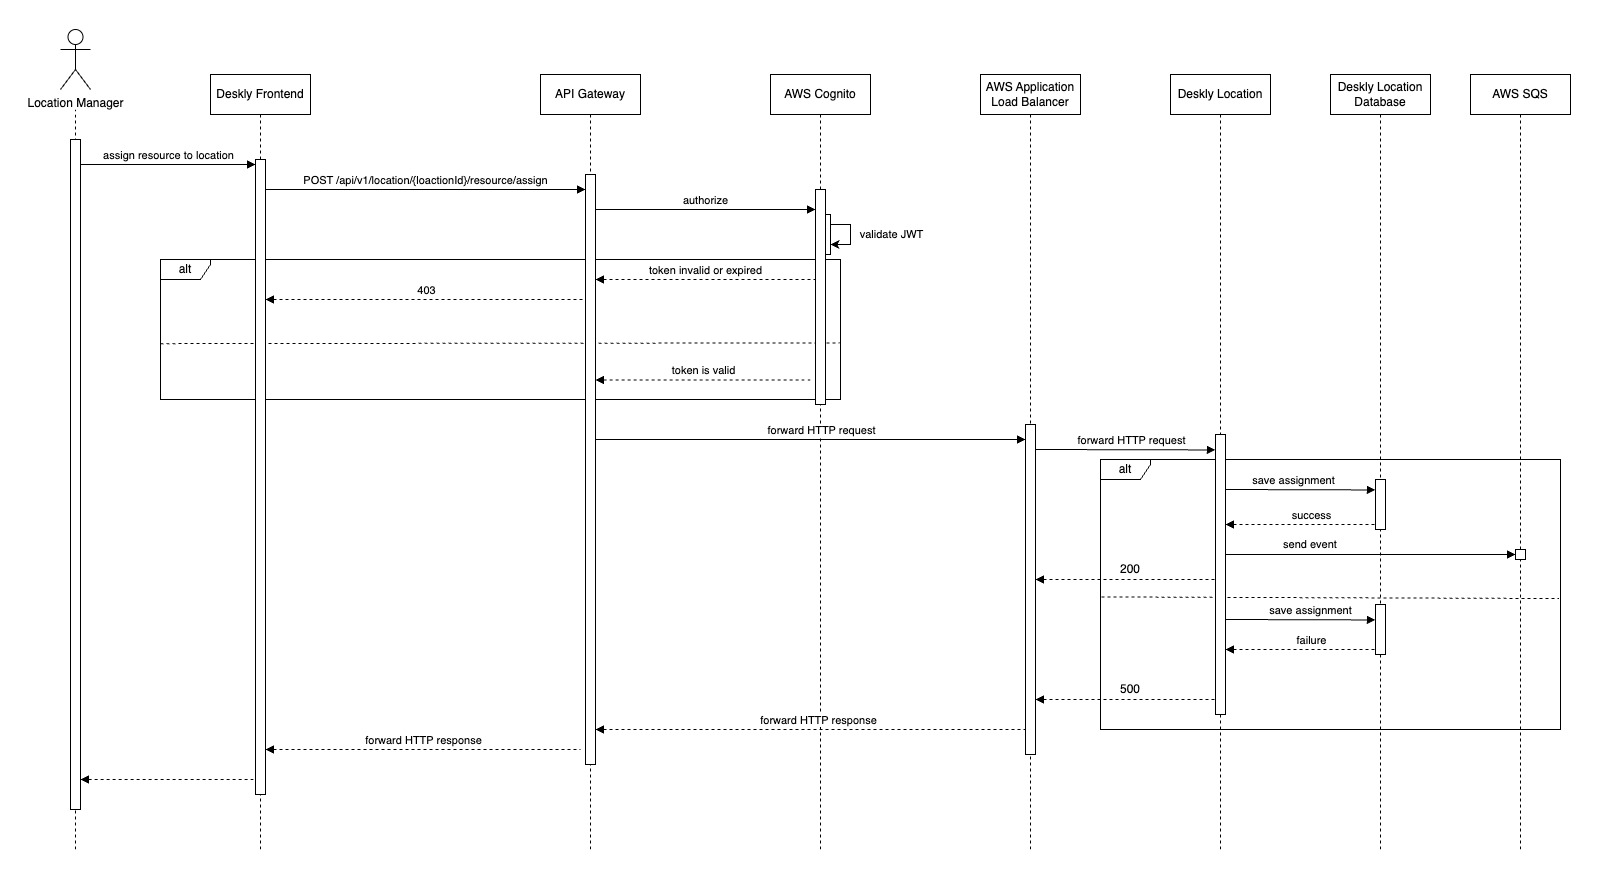 Location Manager
Deskly Frontend
API Gateway
AWS Cognito
AWS Application
Load Balancer
Deskly Location
Deskly Location
Database
AWS SQS
assign resource to location
POST /api/v1/location/{loactionId}/resource/assign
authorize
validate JWT
alt
token invalid or expired
403
token is valid
forward HTTP request
forward HTTP request
alt
save assignment
success
send event
200
save assignment
failure
500
forward HTTP response
forward HTTP response